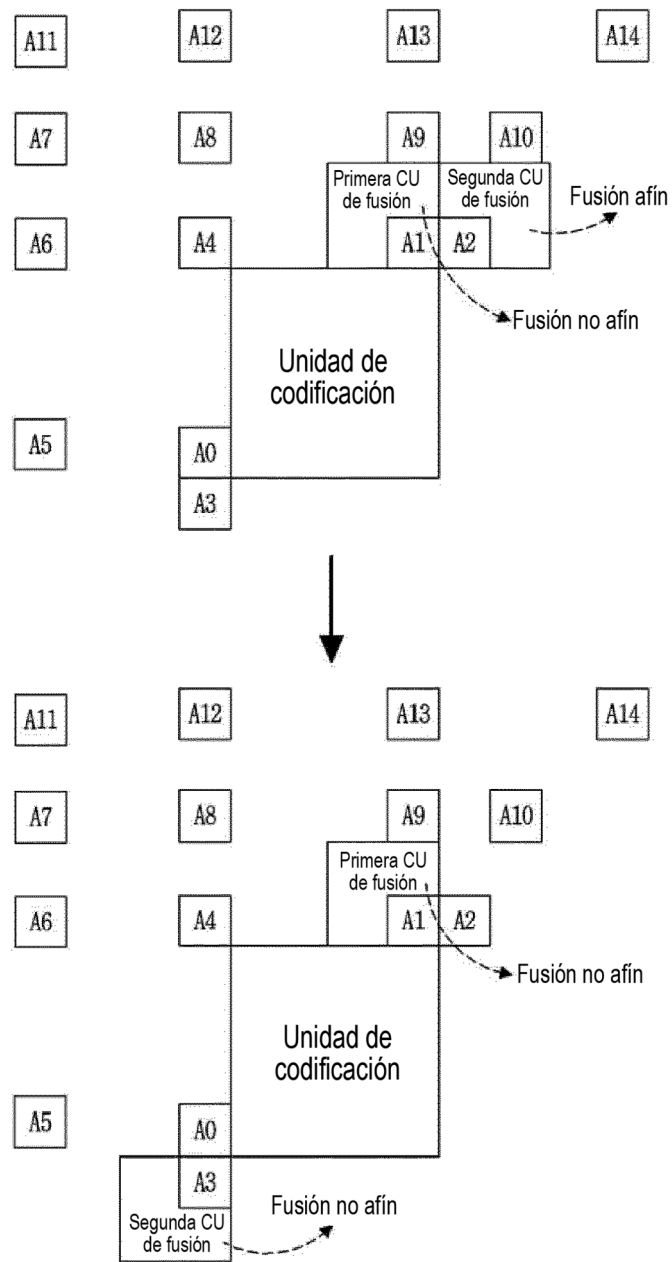 A11 A12 A13 A14
A7 A8 A9 A10
Primera CU
de fusión
Segunda CU
de fusión
Fusión afín
A6 A4 A1 A2
Fusión no afín
Unidad de
codificación
A5 A0
A3
A11 A12 A13 A14
A7 A8 A9 A10
Primera CU
de fusión
A6 A4 A1 A2
Fusión no afín
Unidad de
codificación
A5 A0
A3
Fusión no afín
Segunda CU
de fusión